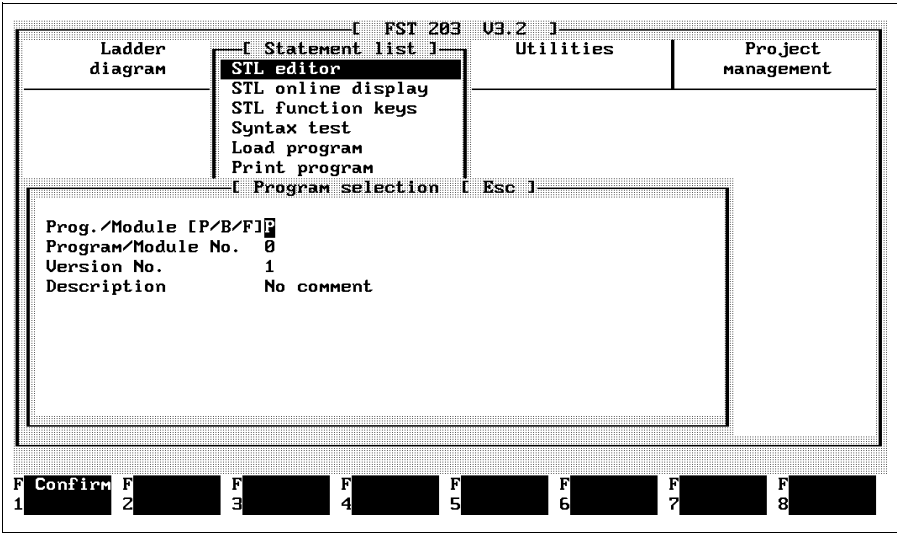 [ FST 203 V3.2 ]
Ladder diagram
[ Statement list ]
Utilities
Project management
STL editor
STL online display
STL function keys
Syntax test
Load program
Print program
[ Program selection [ Esc ]
Prog./Module [P/B/F]P
Program/Module No. 0
Version No. 1
Description No comment
F1 Confirm F2 F3 F4 F5 F6 F7 F8